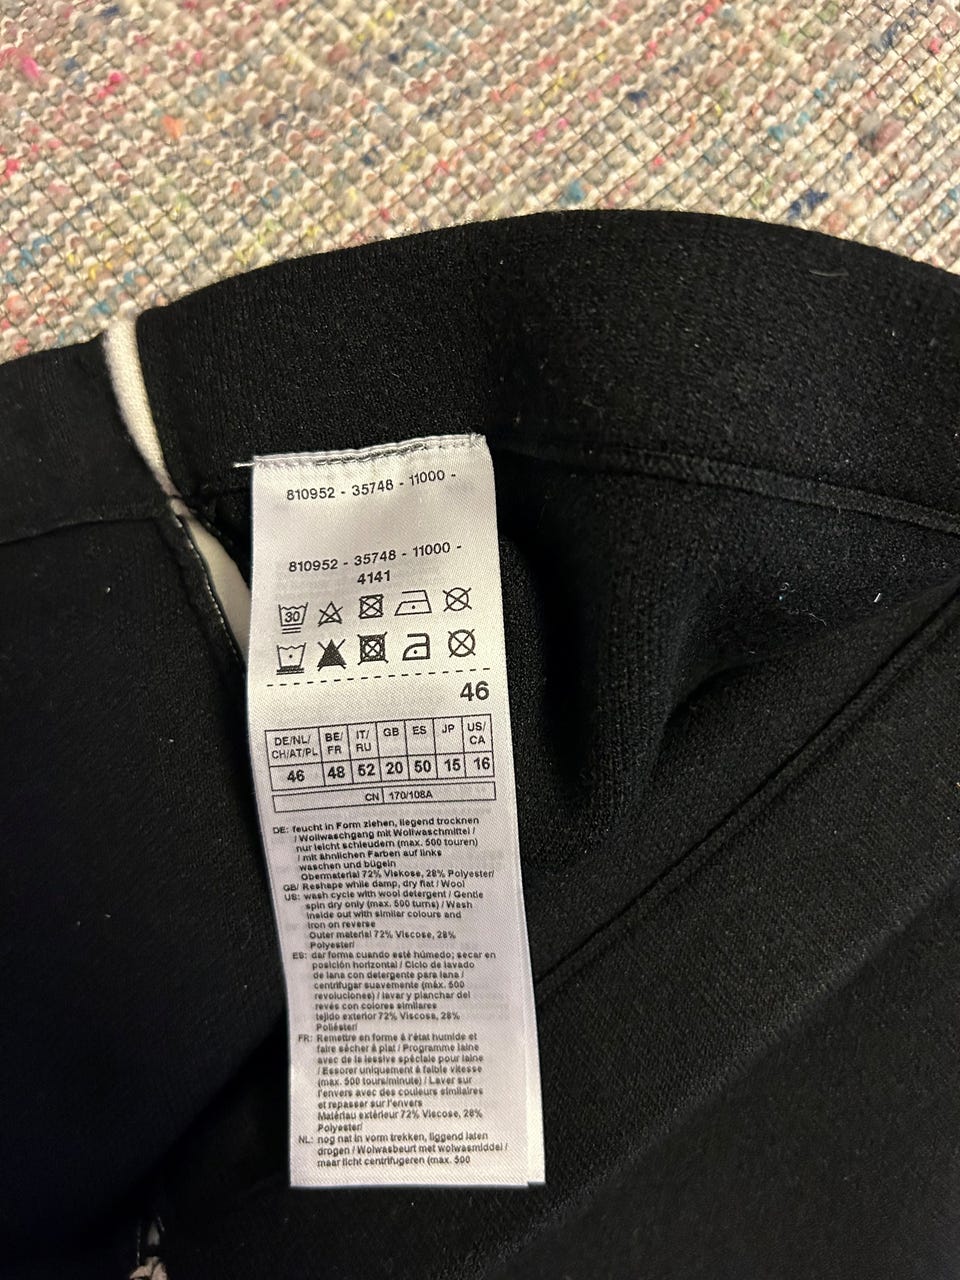 810952 - 35748 - 11000 -
810952 - 35748 - 11000 -
4141
30
46
DE/NL/ CH/AT/PL BE/ FR IT/ RU GB ES JP US/ CA
46 48 52 20 50 15 16
CN 170/108A
DE: feucht in Form ziehen, liegend trocknen
/ Wollwaschgang mit Wollwaschmittel /
nur leicht schleudern (max. 500 touren)
/ mit ähnlichen Farben auf links
waschen und bügeln
Obermaterial 72% Viskose, 28% Polyester/
GB/ Reshape while damp, dry flat / Wool
US: wash cycle with wool detergent / Gentle
spin dry only (max. 500 turns) / Wash
inside out with similar colours and
iron on reverse
Outer material 72% Viscose, 28%
Polyester/
ES: dar forma cuando esté húmedo; secar en
posición horizontal / Ciclo de lavado
de lana con detergente para lana /
centrifugar suavemente (máx. 500
revoluciones) / lavar y planchar del
revés con colores similares
tejido exterior 72% Viscosa, 28%
Poliéster/
FR: Remettre en forme à l'état humide et
faire sécher à plat / Programme laine
avec de la lessive spéciale pour laine
/ Essorer uniquement à faible vitesse
(max. 500 tours/minute) / Laver sur
l'envers avec des couleurs similaires
et repasser sur l'envers
Matériau extérieur 72% Viscose, 28%
Polyester/
NL: nog nat in vorm trekken, liggend laten
drogen / Wolwasbeurt met wolwasmiddel /
maar licht centrifugeren (max. 500